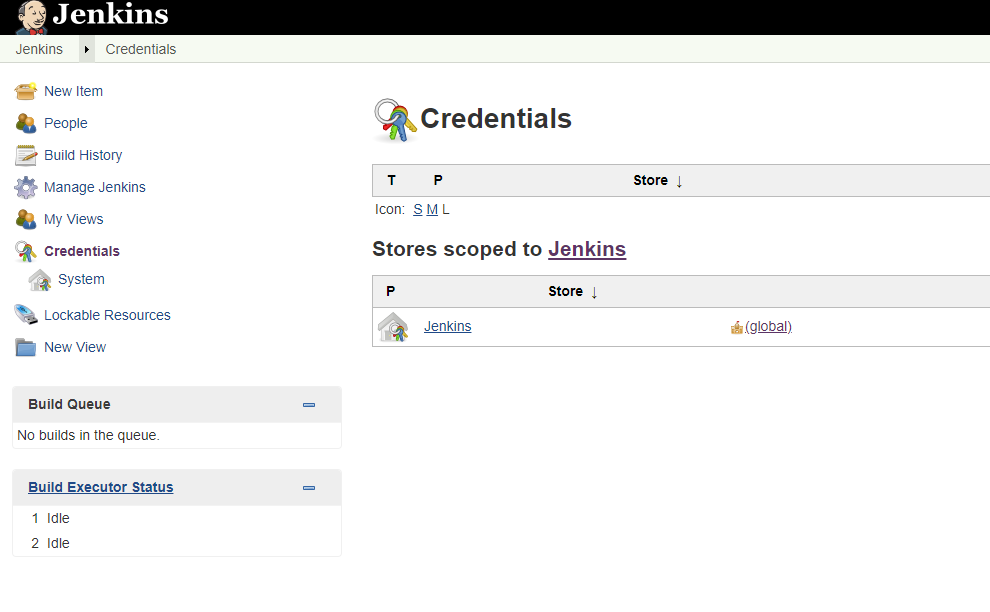 Jenkins
Jenkins Credentials
New Item
People
Build History
Manage Jenkins
My Views
Credentials
System
Lockable Resources
New View
Build Queue
No builds in the queue.
Build Executor Status
1 Idle
2 Idle
Credentials
T P Store ↓
Icon: S M L
Stores scoped to Jenkins
P Store ↓
Jenkins (global)